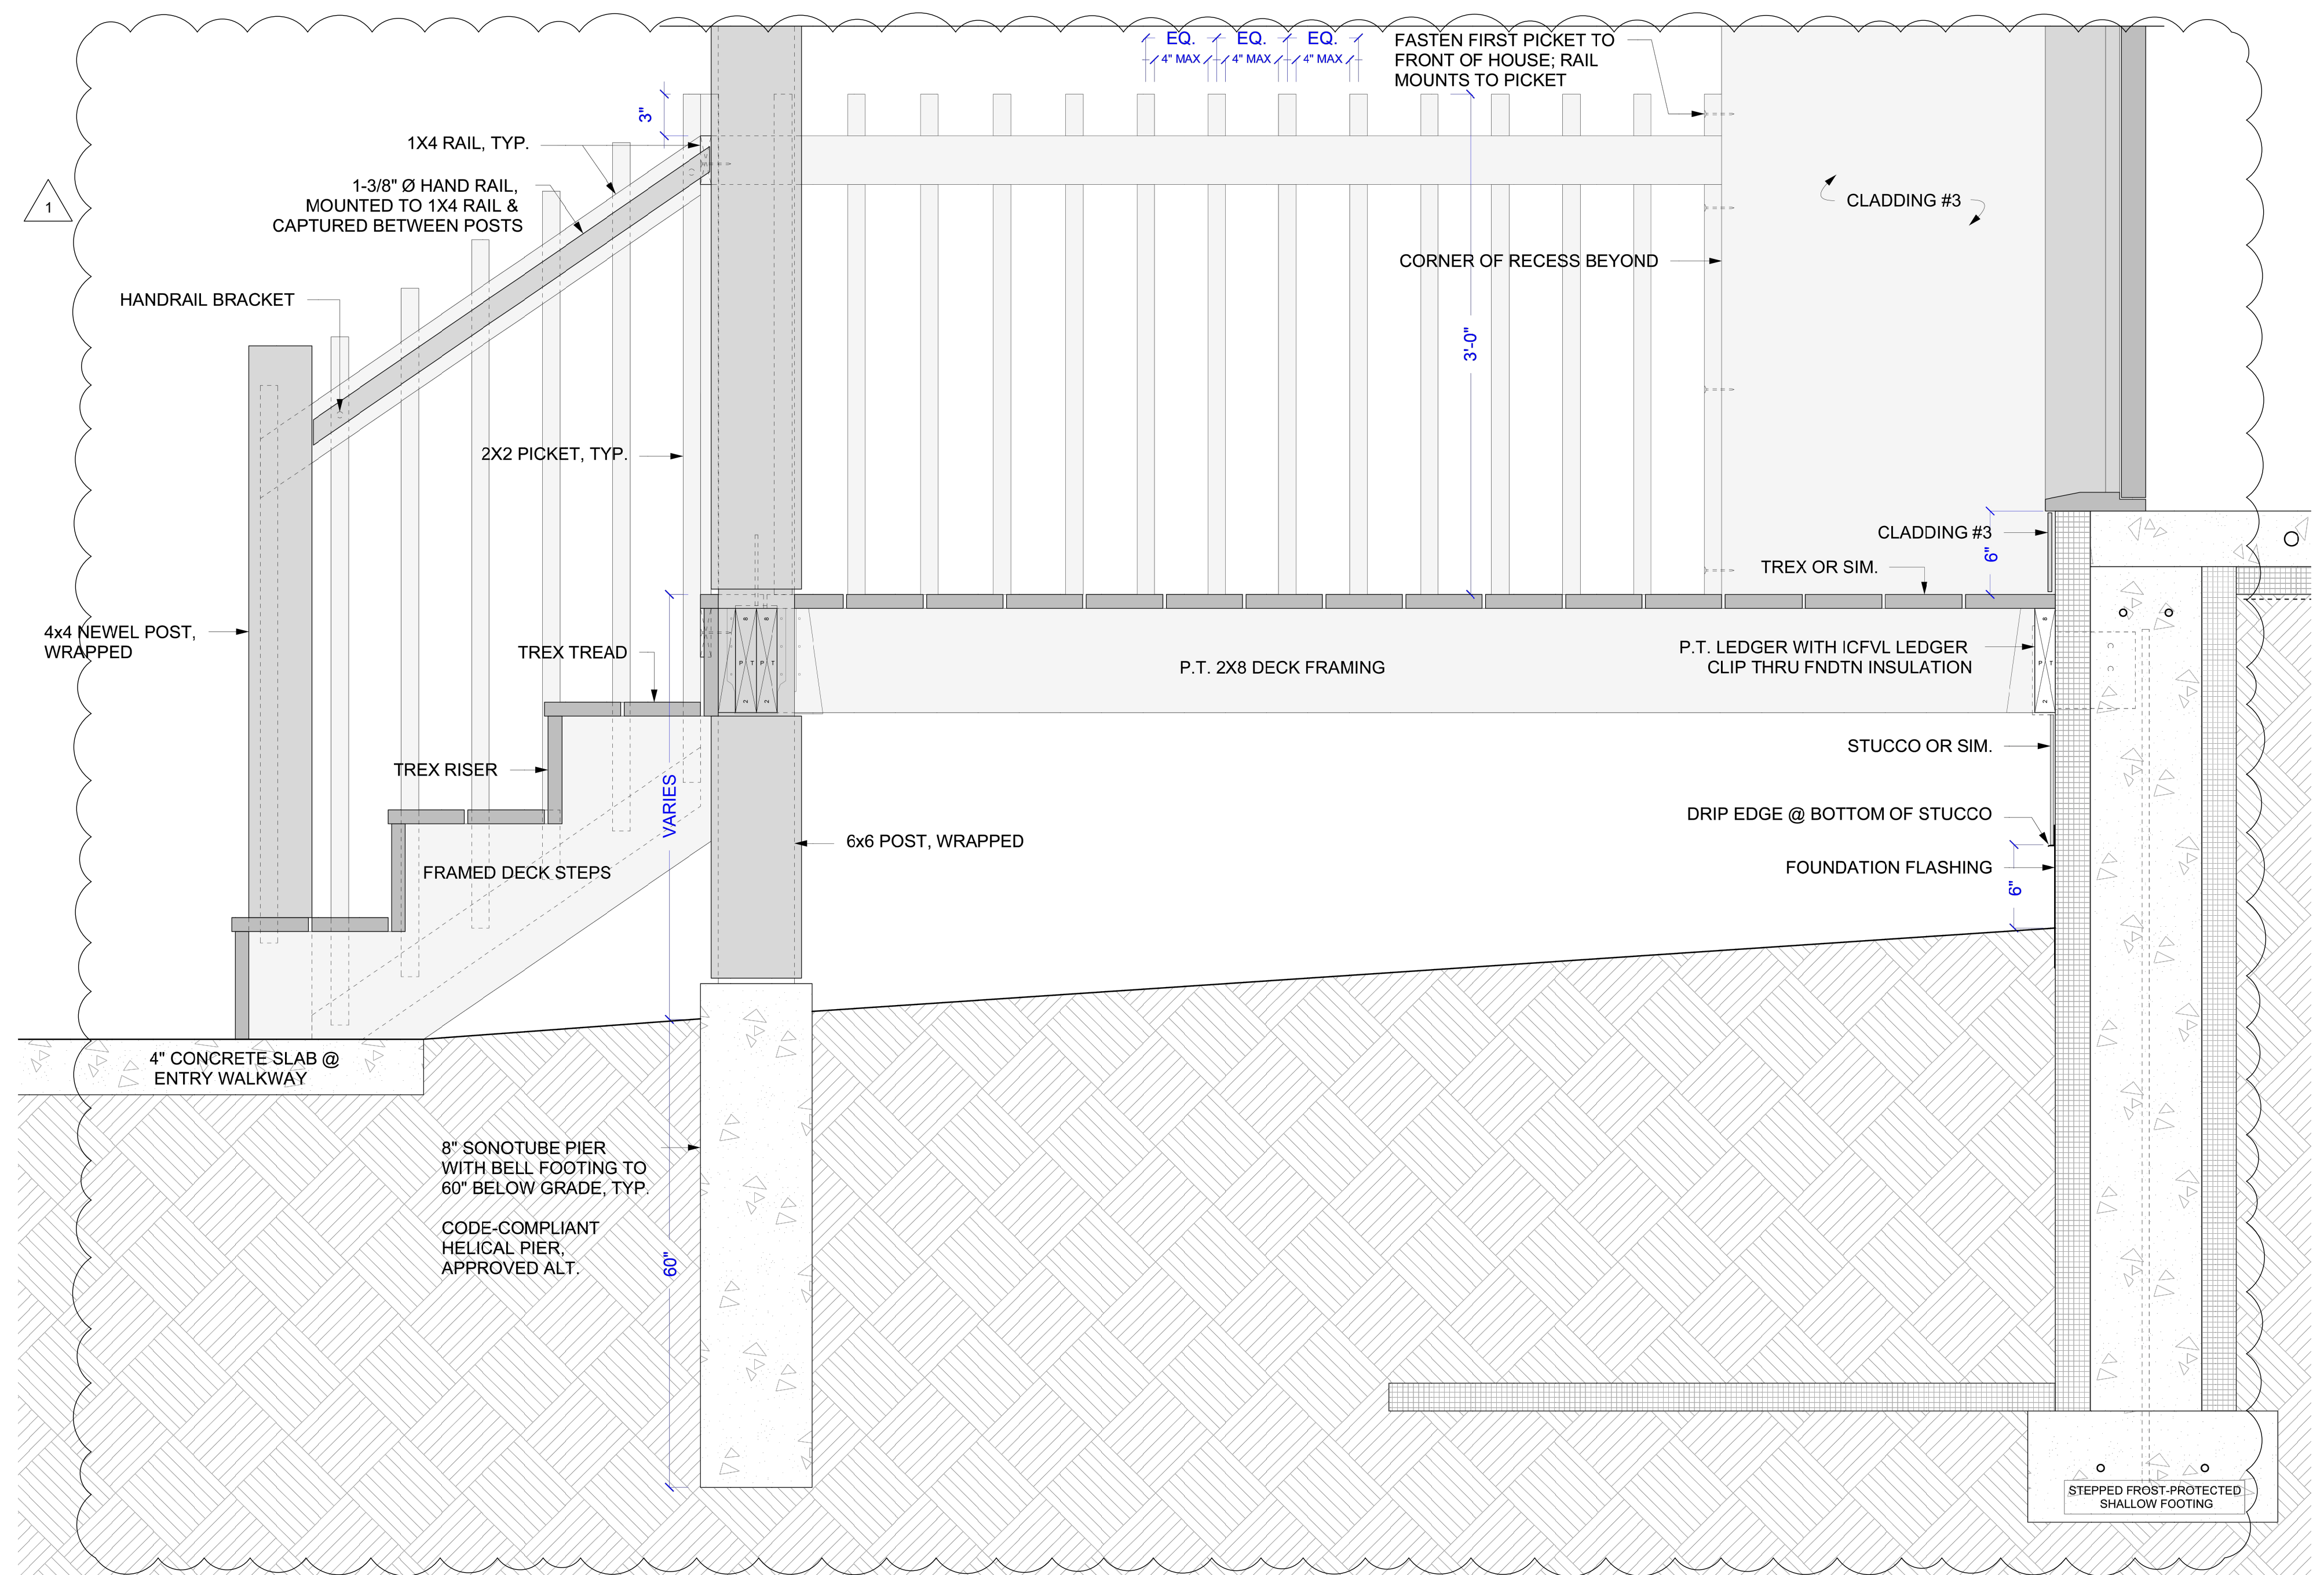 EQ. EQ. EQ.
4" MAX 4" MAX 4" MAX
FASTEN FIRST PICKET TO
FRONT OF HOUSE; RAIL
MOUNTS TO PICKET
3"
1X4 RAIL, TYP.
1-3/8" Ø HAND RAIL,
MOUNTED TO 1X4 RAIL &
CAPTURED BETWEEN POSTS
1
CLADDING #3
CORNER OF RECESS BEYOND
HANDRAIL BRACKET
3'-0"
2X2 PICKET, TYP.
CLADDING #3
6"
TREX OR SIM.
4x4 NEWEL POST,
WRAPPED
TREX TREAD
8 8
P T P T
2 2
P.T. 2X8 DECK FRAMING
P.T. LEDGER WITH ICFVL LEDGER
CLIP THRU FNDTN INSULATION
8
P T
2
STUCCO OR SIM.
TREX RISER
VARIES
DRIP EDGE @ BOTTOM OF STUCCO
6x6 POST, WRAPPED
FRAMED DECK STEPS
FOUNDATION FLASHING
6"
4" CONCRETE SLAB @
ENTRY WALKWAY
8" SONOTUBE PIER
WITH BELL FOOTING TO
60" BELOW GRADE, TYP.
CODE-COMPLIANT
HELICAL PIER,
APPROVED ALT.
60"
STEPPED FROST-PROTECTED
SHALLOW FOOTING